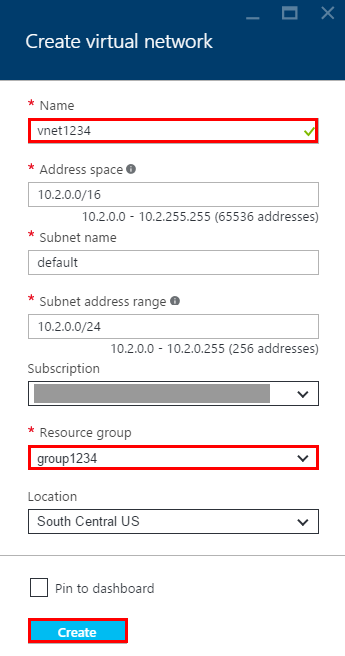 Create virtual network
* Name
vnet1234
* Address space
10.2.0.0/16
10.2.0.0 - 10.2.255.255 (65536 addresses)
* Subnet name
default
* Subnet address range
10.2.0.0/24
10.2.0.0 - 10.2.0.255 (256 addresses)
Subscription
* Resource group
group1234
Location
South Central US
Pin to dashboard
Create